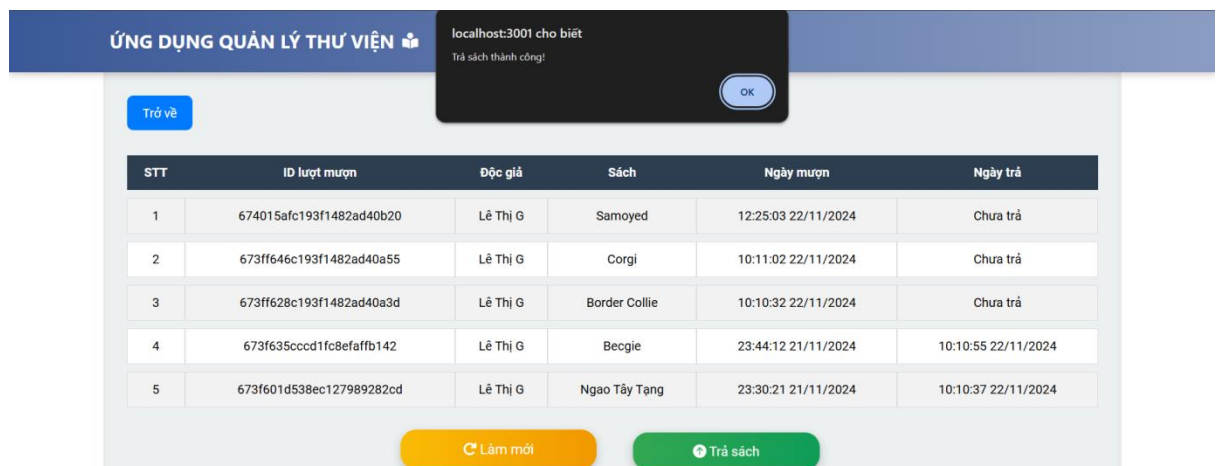 ỨNG DỤNG QUẢN LÝ THƯ VIỆN
localhost:3001 cho biết
Trả sách thành công!
OK
Trở về
STT ID lượt mượn Độc giả Sách Ngày mượn Ngày trả
1 674015afc193f1482ad40b20 Lê Thị G Samoyed 12:25:03 22/11/2024 Chưa trả
2 673ff646c193f1482ad40a55 Lê Thị G Corgi 10:11:02 22/11/2024 Chưa trả
3 673ff628c193f1482ad40a3d Lê Thị G Border Collie 10:10:32 22/11/2024 Chưa trả
4 673f635cccd1fc8efaffb142 Lê Thị G Becgie 23:44:12 21/11/2024 10:10:55 22/11/2024
5 673f601d538ec127989282cd Lê Thị G Ngao Tây Tạng 23:30:21 21/11/2024 10:10:37 22/11/2024
Làm mới Trả sách